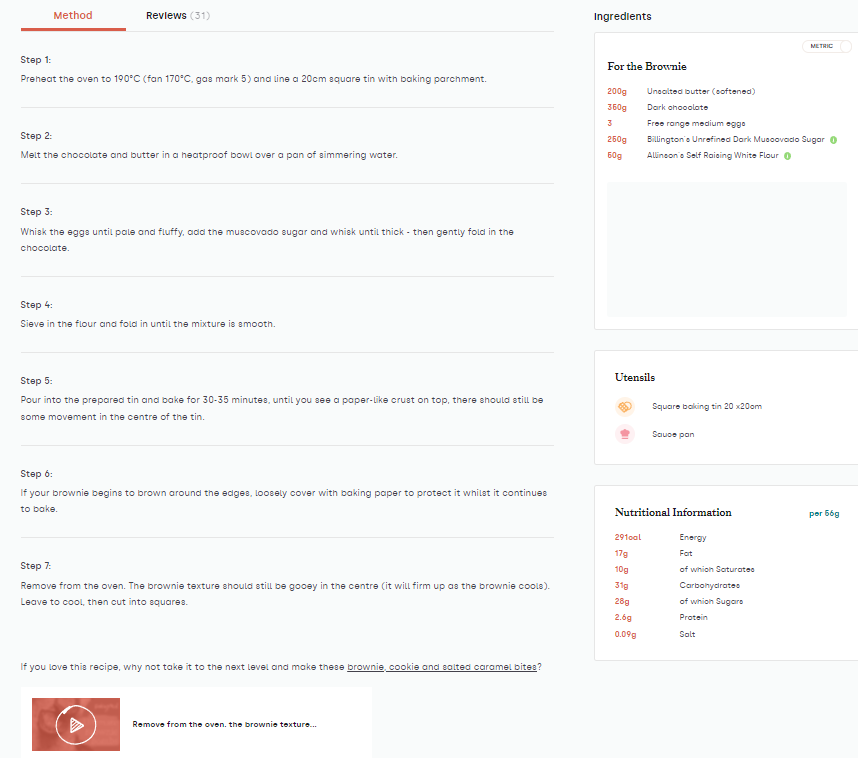 Method
Reviews (31)
Step 1:
Preheat the oven to 190°C (fan 170°C, gas mark 5) and line a 20cm square tin with baking parchment.
Step 2:
Melt the chocolate and butter in a heatproof bowl over a pan of simmering water.
Step 3:
Whisk the eggs until pale and fluffy, add the muscovado sugar and whisk until thick - then gently fold in the
chocolate.
Step 4:
Sieve in the flour and fold in until the mixture is smooth.
Step 5:
Pour into the prepared tin and bake for 30-35 minutes, until you see a paper-like crust on top, there should still be
some movement in the centre of the tin.
Step 6:
If your brownie begins to brown around the edges, loosely cover with baking paper to protect it whilst it continues
to bake.
Step 7:
Remove from the oven. The brownie texture should still be gooey in the centre (it will firm up as the brownie cools).
Leave to cool, then cut into squares.
If you love this recipe, why not take it to the next level and make these brownie, cookie and salted caramel bites?
Remove from the oven. the brownie texture...
Ingredients
METRIC
For the Brownie
200g Unsalted butter (softened)
350g Dark chocolate
3 Free range medium eggs
250g Billington's Unrefined Dark Muscovado Sugar
50g Allinson's Self Raising White Flour
Utensils
Square baking tin 20 x20cm
Sauce pan
Nutritional Information per 56g
291cal Energy
17g Fat
10g of which Saturates
31g Carbohydrates
28g of which Sugars
2.6g Protein
0.09g Salt